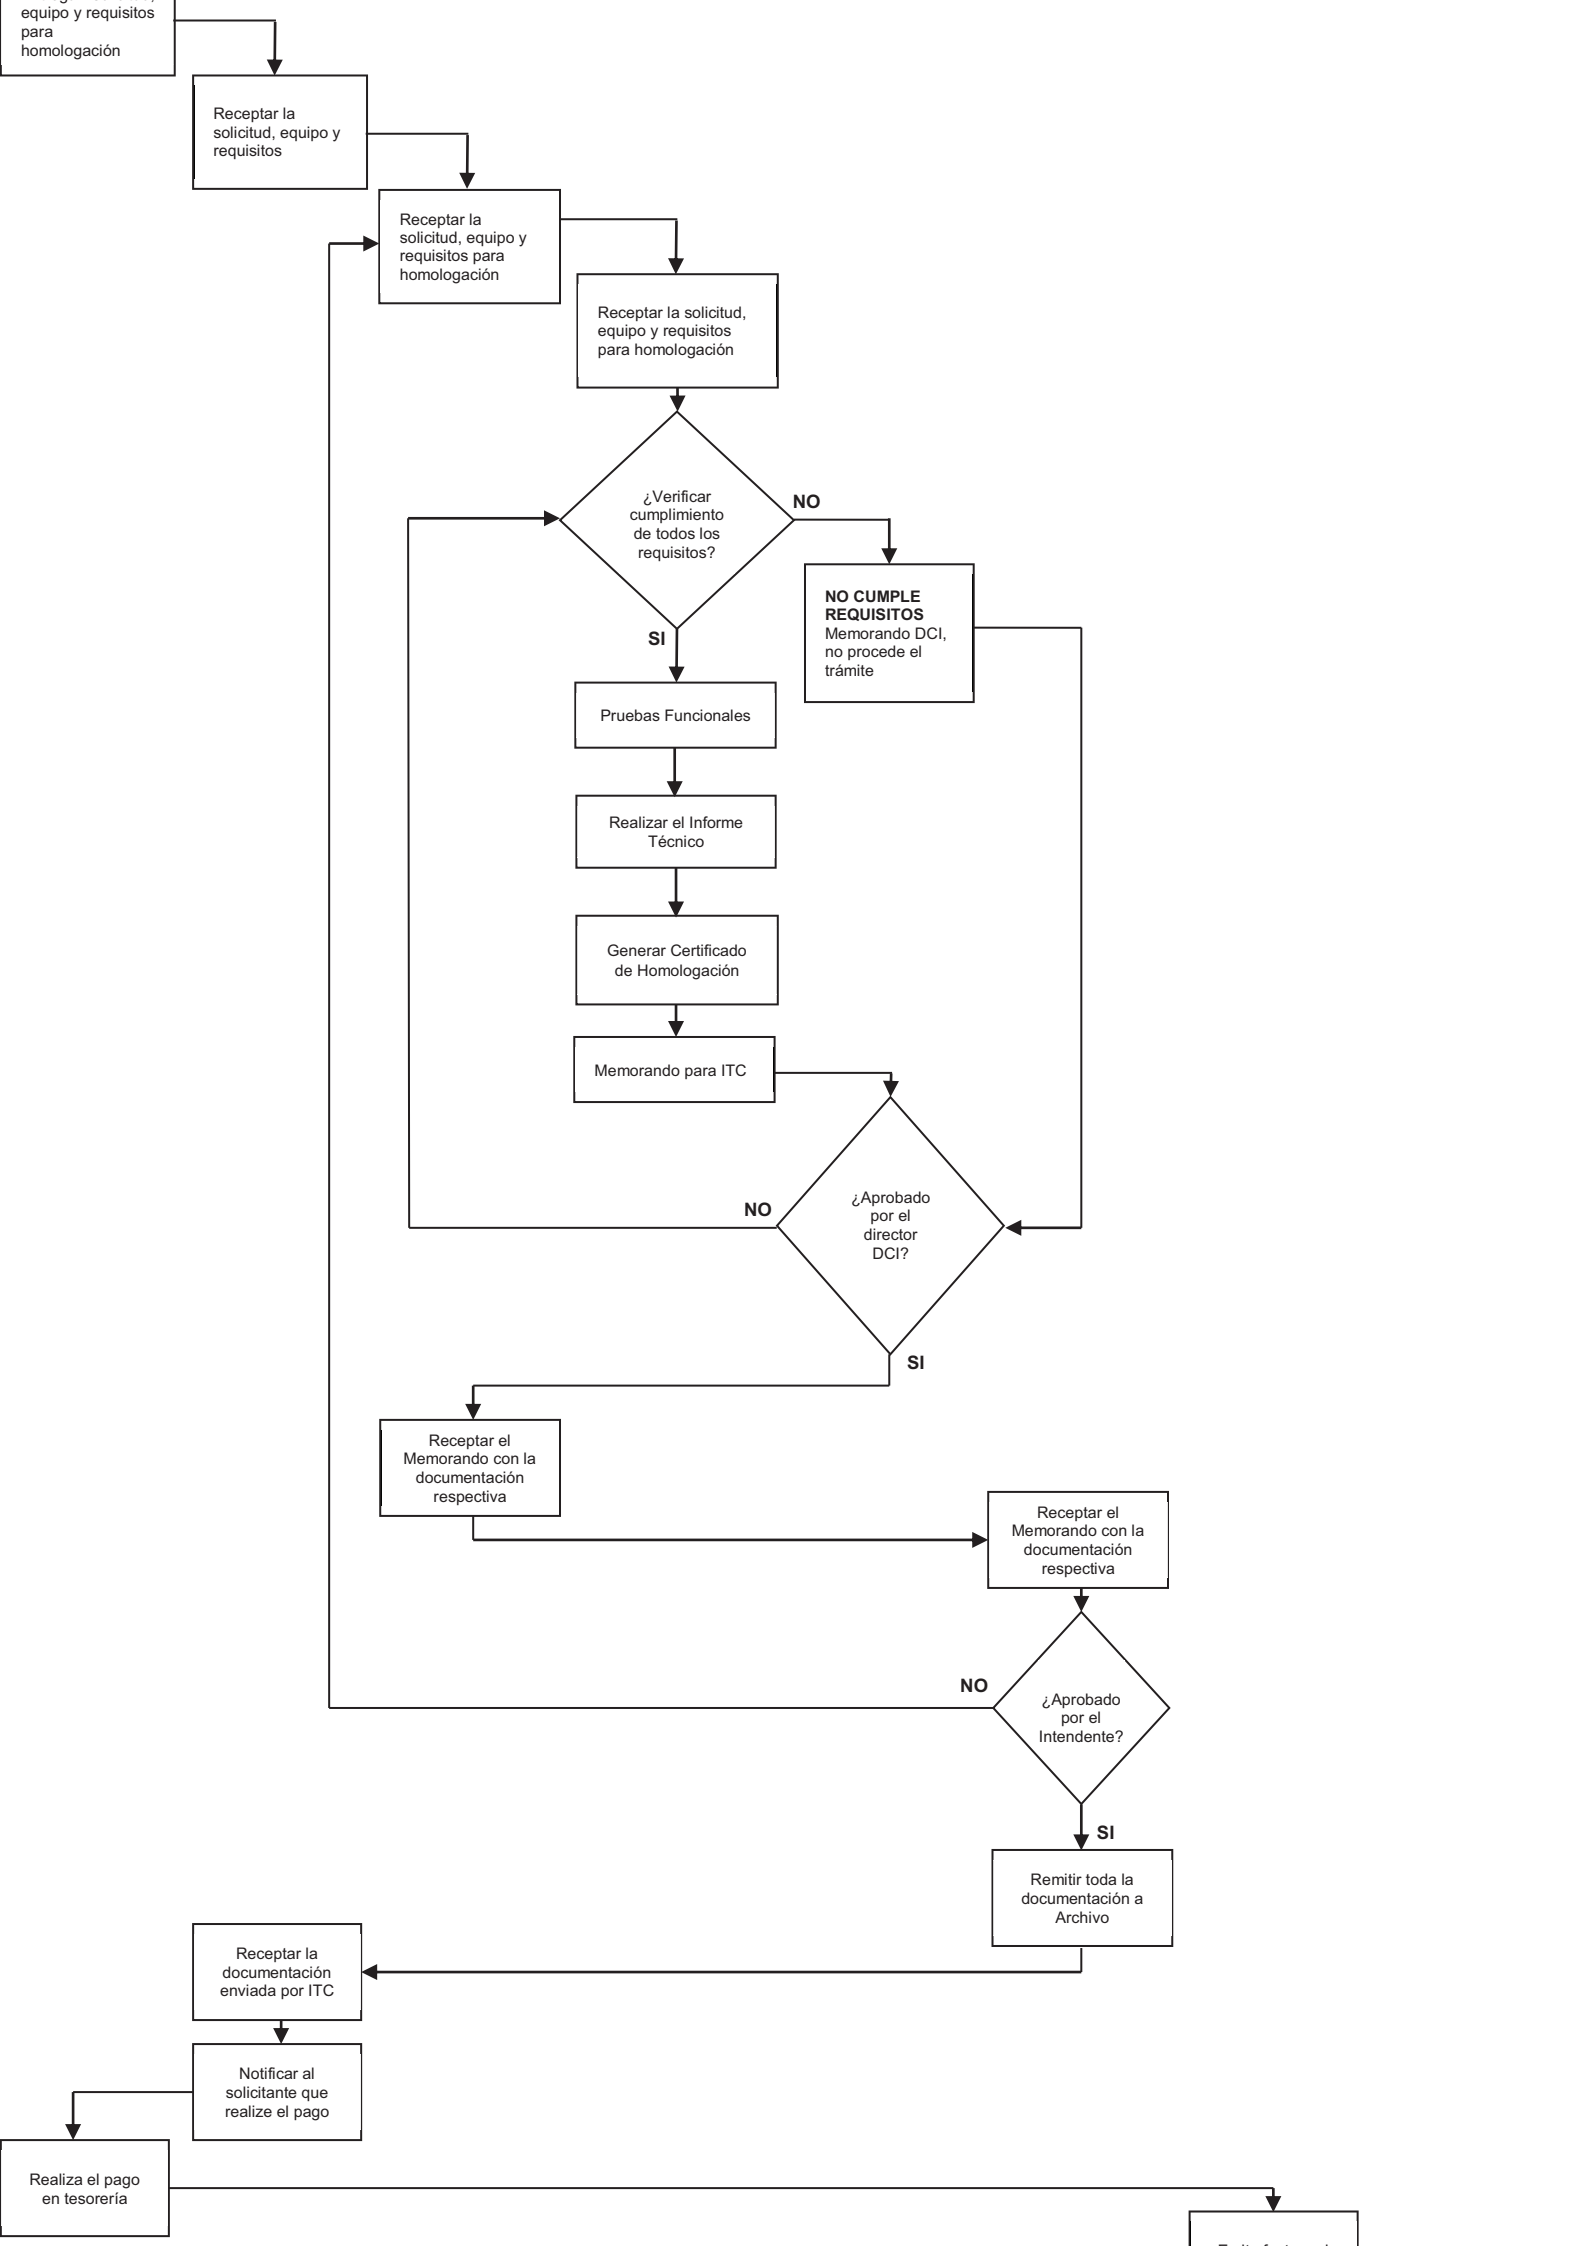 equipo y requisitos
para
homologación
Receptar la
solicitud, equipo y
requisitos
Receptar la
solicitud, equipo y
requisitos para
homologación
Receptar la solicitud,
equipo y requisitos
para homologación
¿Verificar
cumplimiento
de todos los
requisitos?
NO
NO CUMPLE
REQUISITOS
Memorando DCI,
no procede el
trámite
SI
Pruebas Funcionales
Realizar el Informe
Técnico
Generar Certificado
de Homologación
Memorando para ITC
¿Aprobado
por el
director
DCI?
NO
SI
Receptar el
Memorando con la
documentación
respectiva
Receptar el
Memorando con la
documentación
respectiva
NO
¿Aprobado
por el
Intendente?
SI
Remitir toda la
documentación a
Archivo
Receptar la
documentación
enviada por ITC
Notificar al
solicitante que
realize el pago
Realiza el pago
en tesorería